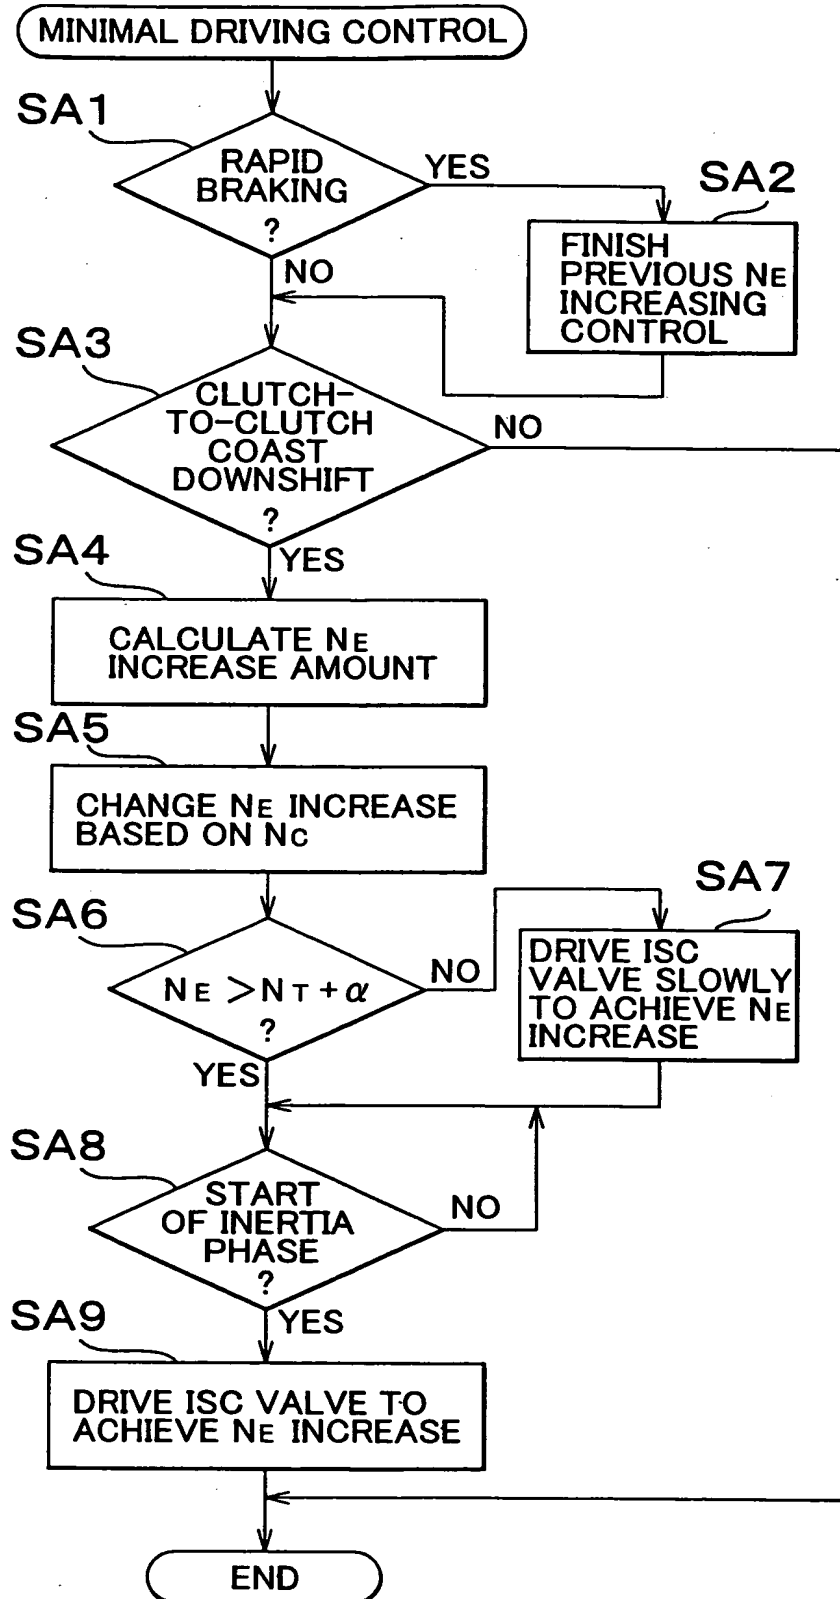 MINIMAL DRIVING CONTROL
SA1
RAPID
BRAKING
?
YES
SA2
FINISH
PREVIOUS NE
INCREASING
CONTROL
NO
SA3
CLUTCH-
TO-CLUTCH
COAST
DOWNSHIFT
?
NO
YES
SA4
CALCULATE NE
INCREASE AMOUNT
SA5
CHANGE NE INCREASE
BASED ON NC
SA6
NE >NT+α
?
NO
SA7
DRIVE ISC
VALVE SLOWLY
TO ACHIEVE NE
INCREASE
YES
SA8
START
OF INERTIA
PHASE
?
NO
YES
SA9
DRIVE ISC VALVE TO
ACHIEVE NE INCREASE
END